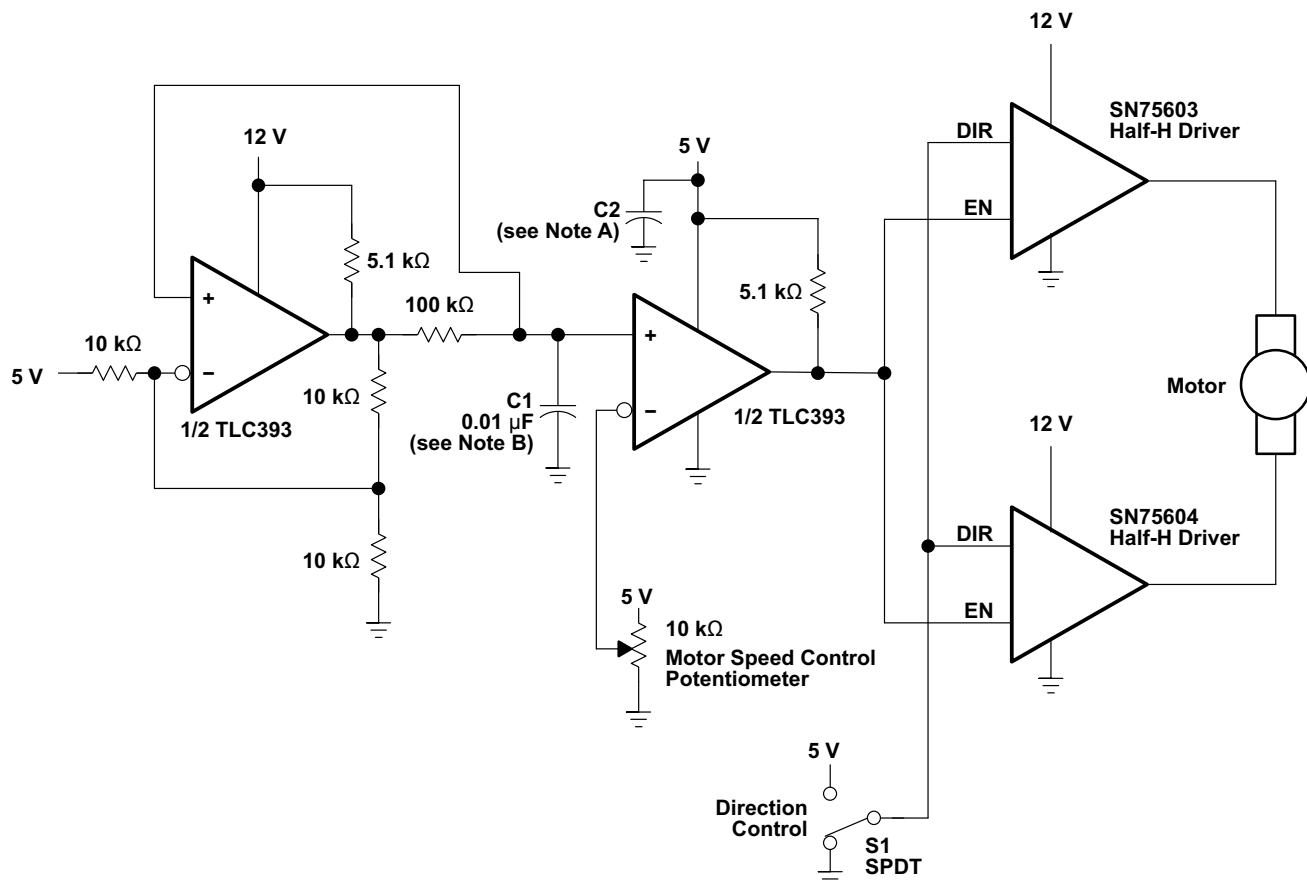 12 V
SN75603
Half-H Driver
DIR
EN
12 V
5 V
C2
(see Note A)
5.1 kΩ
5.1 kΩ
+
100 kΩ
+
10 kΩ
5 V
−
10 kΩ
C1
0.01 µF
(see Note B)
−
1/2 TLC393
1/2 TLC393
Motor
12 V
SN75604
Half-H Driver
DIR
EN
10 kΩ
5 V
10 kΩ
Motor Speed Control
Potentiometer
5 V
Direction
Control
S1
SPDT